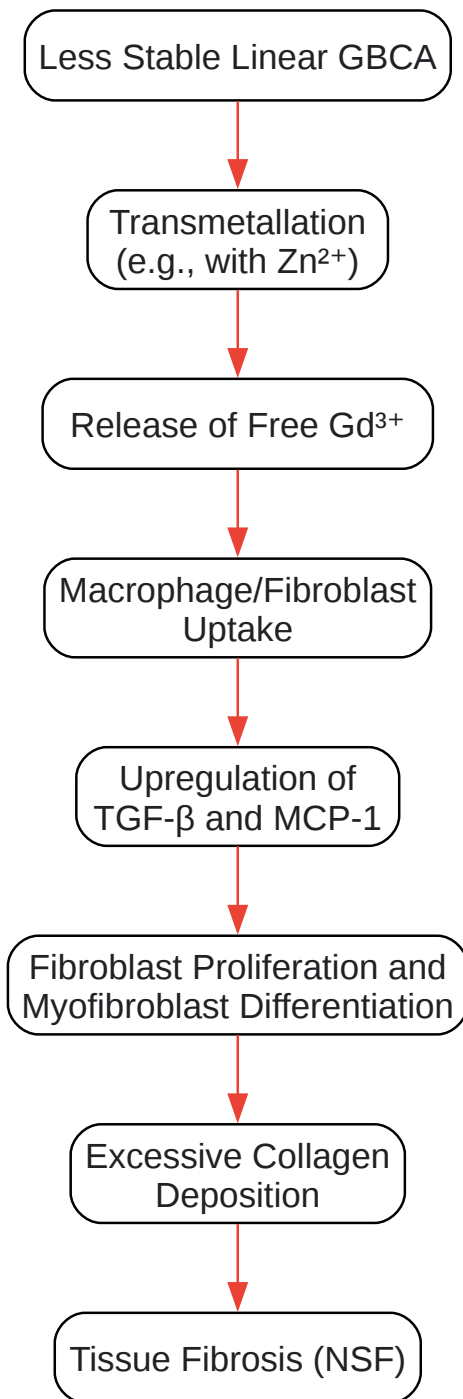 Less Stable Linear GBCA
Transmetallation
(e.g., with Zn²⁺)
Release of Free Gd³⁺
Macrophage/Fibroblast
Uptake
Upregulation of
TGF-β and MCP-1
Fibroblast Proliferation and
Myofibroblast Differentiation
Excessive Collagen
Deposition
Tissue Fibrosis (NSF)